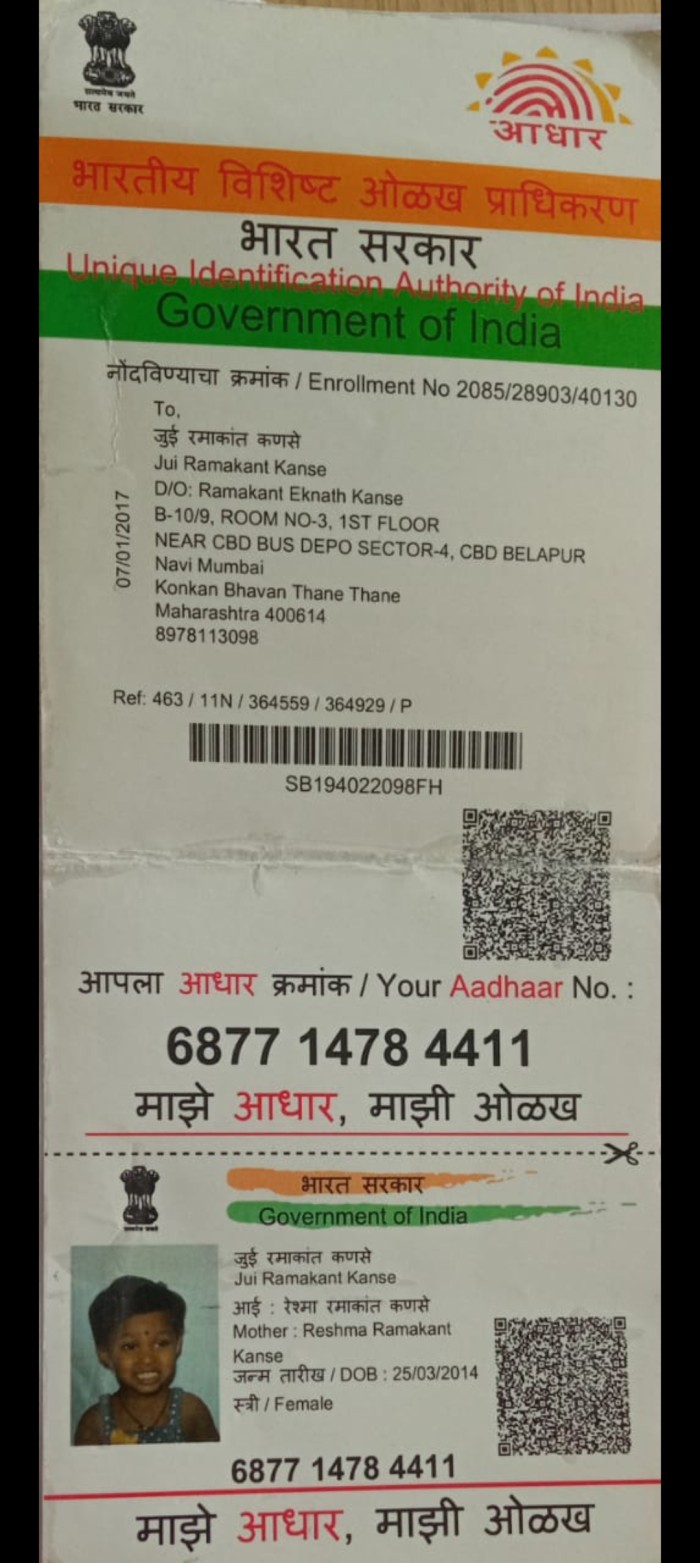 सत्यमेव जयते
भारत सरकार
आधार
भारतीय विशिष्ट ओळख प्राधिकरण
भारत सरकार
Unique Identification Authority of India
Government of India
नोंदविण्याचा क्रमांक / Enrollment No 2085/28903/40130
To,
जुई रमाकांत कणसे
Jui Ramakant Kanse
D/O: Ramakant Eknath Kanse
B-10/9, ROOM NO-3, 1ST FLOOR
NEAR CBD BUS DEPO SECTOR-4, CBD BELAPUR
Navi Mumbai
Konkan Bhavan Thane Thane
Maharashtra 400614
8978113098
07/01/2017
Ref: 463 / 11N / 364559 / 364929 / P
SB194022098FH
आपला आधार क्रमांक / Your Aadhaar No. :
6877 1478 4411
माझे आधार, माझी ओळख
भारत सरकार
Government of India
जुई रमाकांत कणसे
Jui Ramakant Kanse
आई : रेश्मा रमाकांत कणसे
Mother : Reshma Ramakant
Kanse
जन्म तारीख / DOB : 25/03/2014
स्त्री / Female
6877 1478 4411
माझे आधार, माझी ओळख